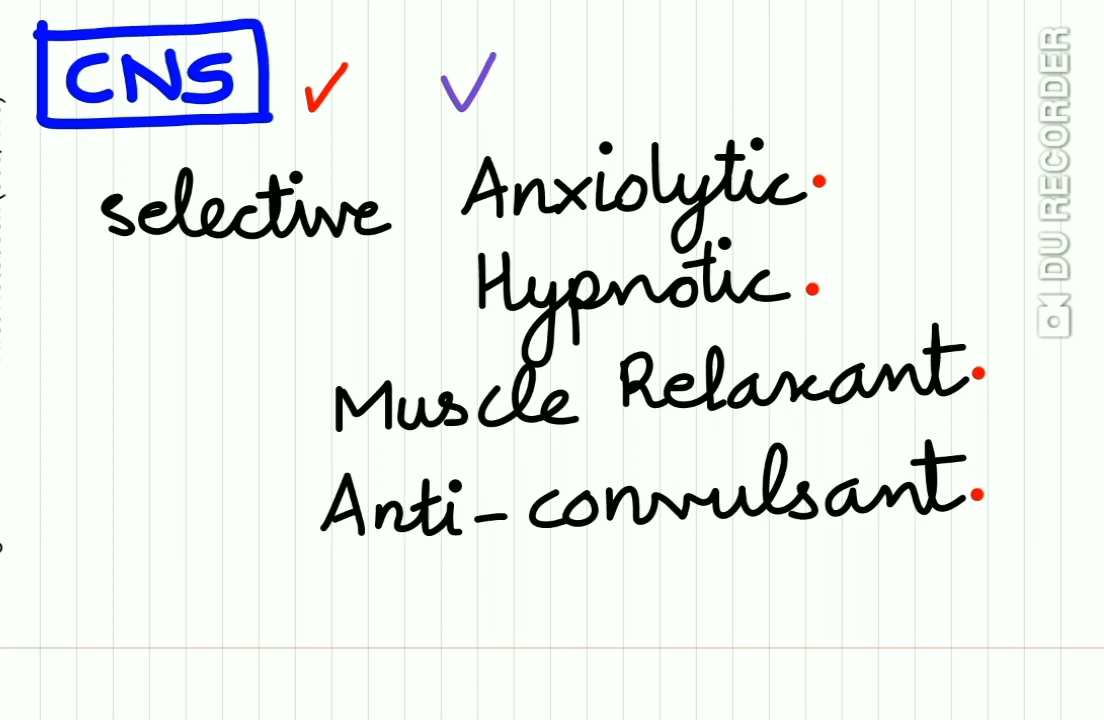 CNS
selective Anxiolytic
Hypnotic
Muscle Relaxant
Anti-convulsant
DU RECORDER